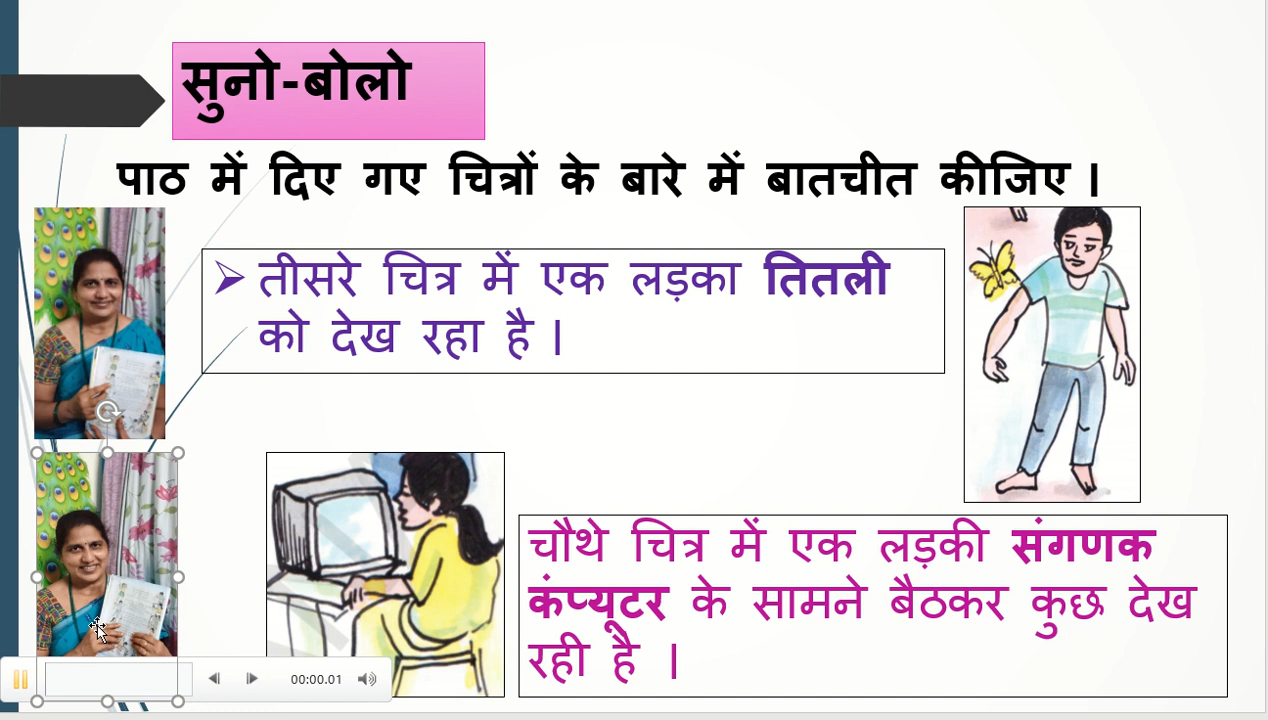 सुनो-बोलो
पाठ में दिए गए चित्रों के बारे में बातचीत कीजिए ।
➢ तीसरे चित्र में एक लड़का तितली
को देख रहा है ।
चौथे चित्र में एक लड़की संगणक
कंप्यूटर के सामने बैठकर कुछ देख
रही है ।
00:00.01